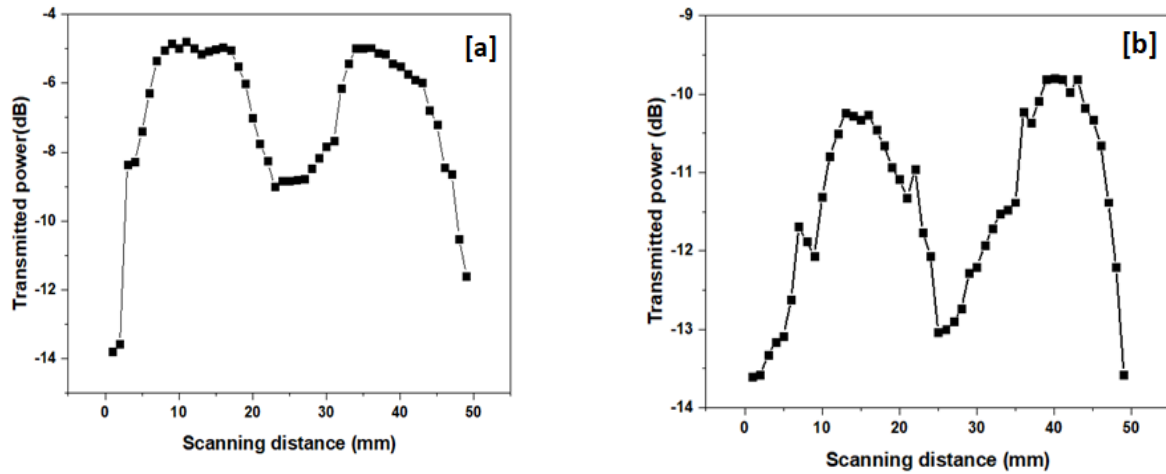 [a]
Transmitted power(dB)
-4
-6
-8
-10
-12
-14
0 10 20 30 40 50
Scanning distance (mm)
[b]
Transmitted power (dB)
-9
-10
-11
-12
-13
-14
0 10 20 30 40 50
Scanning distance (mm)